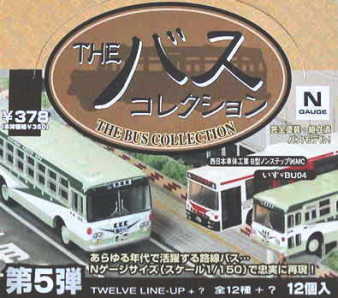 THE バス
コレクション
THE BUS COLLECTION
¥378
N
GAUGE
西日本車体工業B型ノンステップMMC
いすゞBU04
あらゆる年代で活躍する路線バス…
Nゲージサイズ(スケール1/150)で忠実に再現!
第5弾
TWELVE LINE-UP + ? 全12種 + ? 12個入